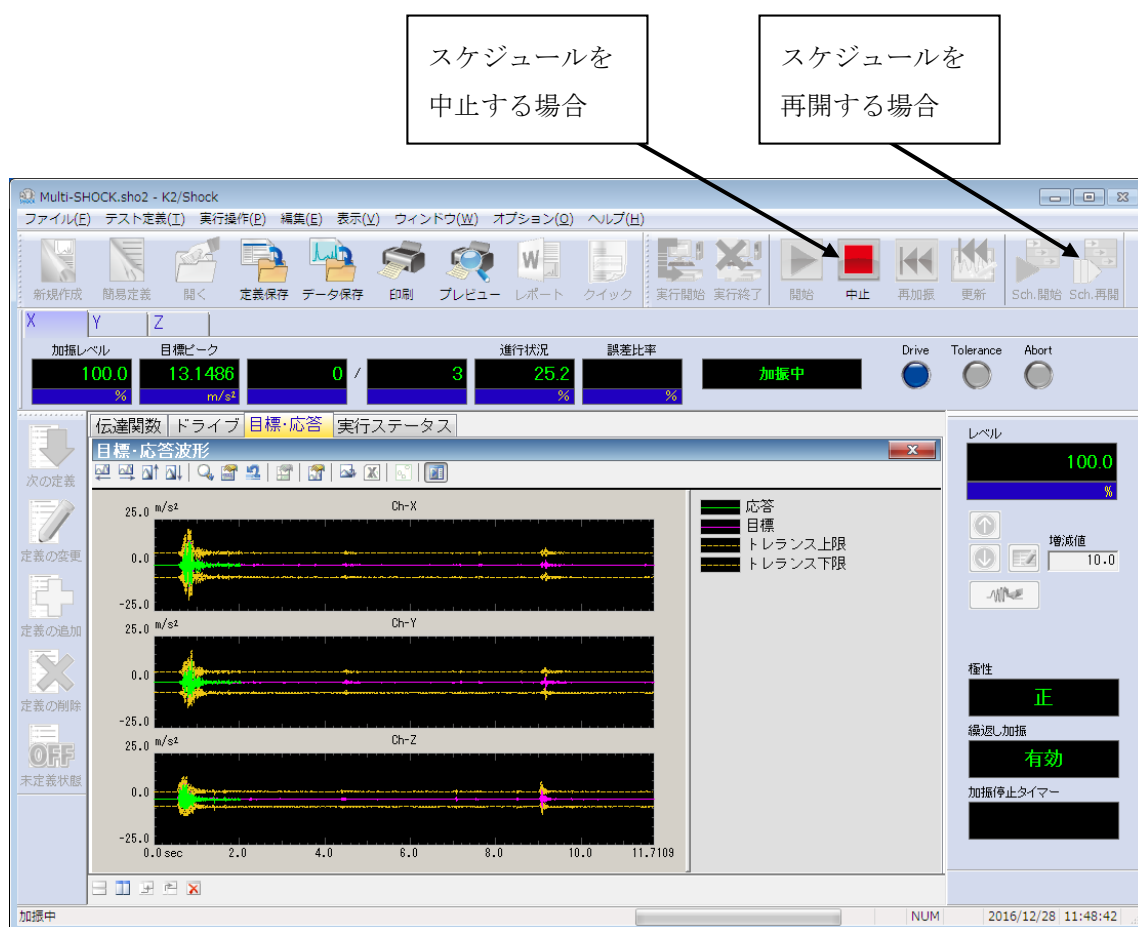 スケジュールを
中止する場合
スケジュールを
再開する場合
Multi-SHOCK.sho2 - K2/Shock
ファイル(F) テスト定義(T) 実行操作(P) 編集(E) 表示(V) ウィンドウ(W) オプション(O) ヘルプ(H)
新規作成 簡易定義 開く 定義保存 データ保存 印刷 プレビュー レポート クイック 実行開始 実行終了 開始 中止 再加振 更新 Sch.開始 Sch.再開
X Y Z
加振レベル 目標ピーク 進行状況 誤差比率 Drive Tolerance Abort
100.0 13.1486 0 / 3 25.2 加振中
% m/s² % %
伝達関数 ドライブ 目標・応答 実行ステータス
目標・応答波形
次の定義
定義の変更
定義の追加
定義の削除
OFF
未定義状態
25.0 m/s² Ch-X
0.0
-25.0
25.0 m/s² Ch-Y
0.0
-25.0
25.0 m/s² Ch-Z
0.0
-25.0
0.0 sec 2.0 4.0 6.0 8.0 10.0 11.7109
応答
目標
トレランス上限
トレランス下限
レベル
100.0
%
増減値
10.0
極性
正
繰返し加振
有効
加振停止タイマー
加振中 NUM 2016/12/28 11:48:42